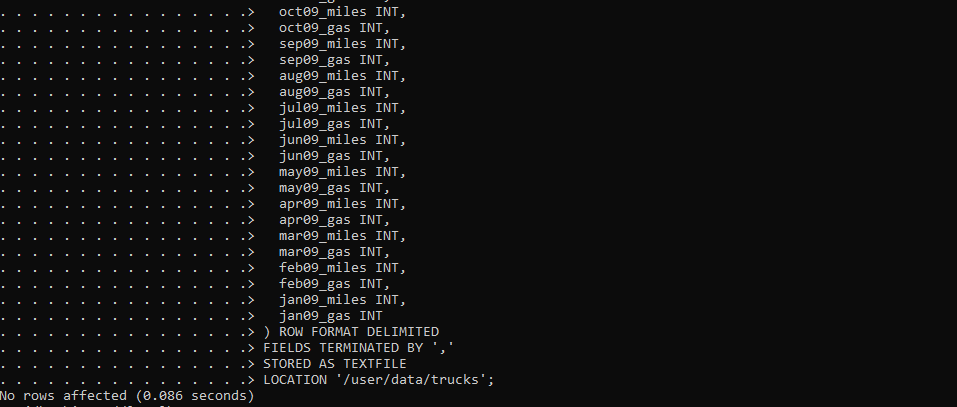 . . . . . . . . . . . . . . . .>   oct09_miles INT,
. . . . . . . . . . . . . . . .>   oct09_gas INT,
. . . . . . . . . . . . . . . .>   sep09_miles INT,
. . . . . . . . . . . . . . . .>   sep09_gas INT,
. . . . . . . . . . . . . . . .>   aug09_miles INT,
. . . . . . . . . . . . . . . .>   aug09_gas INT,
. . . . . . . . . . . . . . . .>   jul09_miles INT,
. . . . . . . . . . . . . . . .>   jul09_gas INT,
. . . . . . . . . . . . . . . .>   jun09_miles INT,
. . . . . . . . . . . . . . . .>   jun09_gas INT,
. . . . . . . . . . . . . . . .>   may09_miles INT,
. . . . . . . . . . . . . . . .>   may09_gas INT,
. . . . . . . . . . . . . . . .>   apr09_miles INT,
. . . . . . . . . . . . . . . .>   apr09_gas INT,
. . . . . . . . . . . . . . . .>   mar09_miles INT,
. . . . . . . . . . . . . . . .>   mar09_gas INT,
. . . . . . . . . . . . . . . .>   feb09_miles INT,
. . . . . . . . . . . . . . . .>   feb09_gas INT,
. . . . . . . . . . . . . . . .>   jan09_miles INT,
. . . . . . . . . . . . . . . .>   jan09_gas INT
. . . . . . . . . . . . . . . .> ) ROW FORMAT DELIMITED
. . . . . . . . . . . . . . . .> FIELDS TERMINATED BY ','
. . . . . . . . . . . . . . . .> STORED AS TEXTFILE
. . . . . . . . . . . . . . . .> LOCATION '/user/data/trucks';
No rows affected (0.086 seconds)